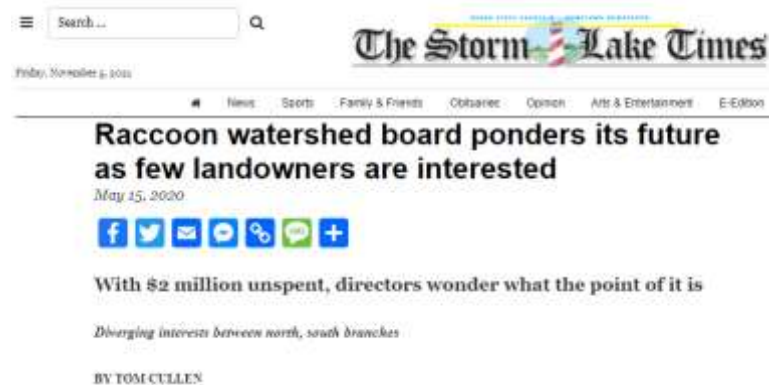 Search ...
The Storm Lake Times
Friday, November 5, 2021
News Sports Family & Friends Obituaries Opinion Arts & Entertainment E-Edition
Raccoon watershed board ponders its future
as few landowners are interested
May 15, 2020
With $2 million unspent, directors wonder what the point of it is
Diverging interests between north, south branches
BY TOM CULLEN